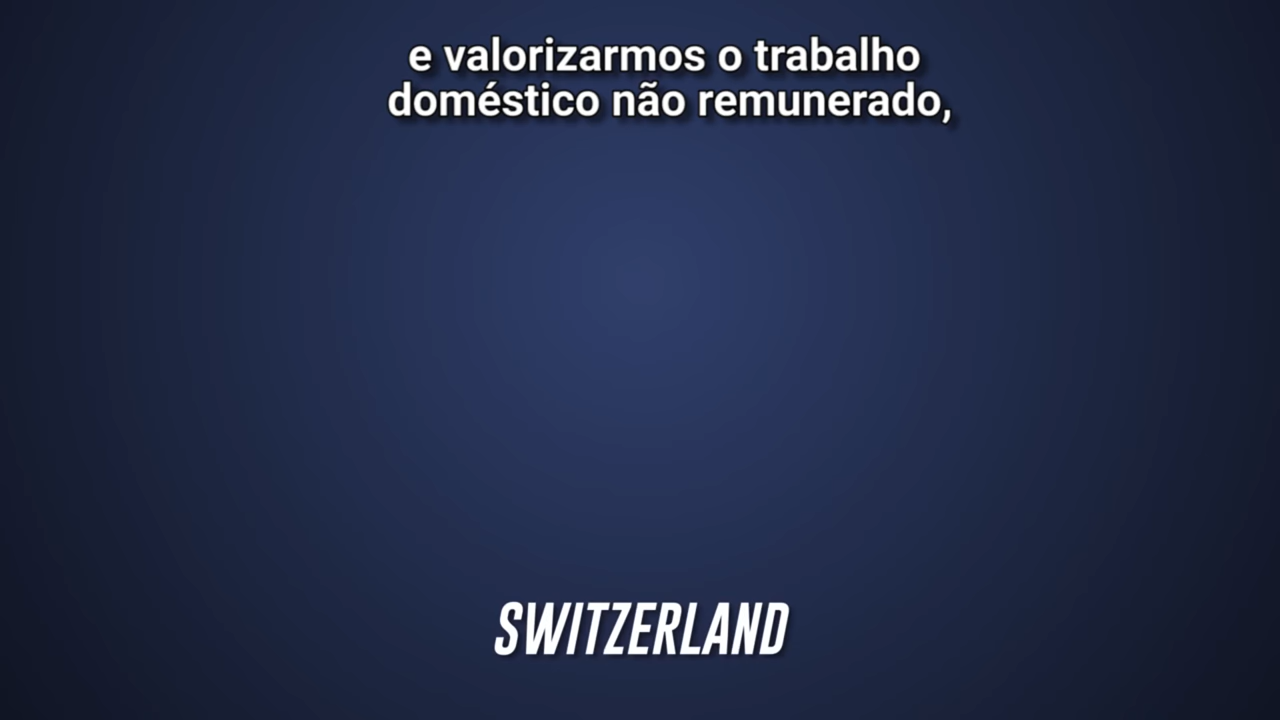 e valorizarmos o trabalho
doméstico não remunerado,
SWITZERLAND